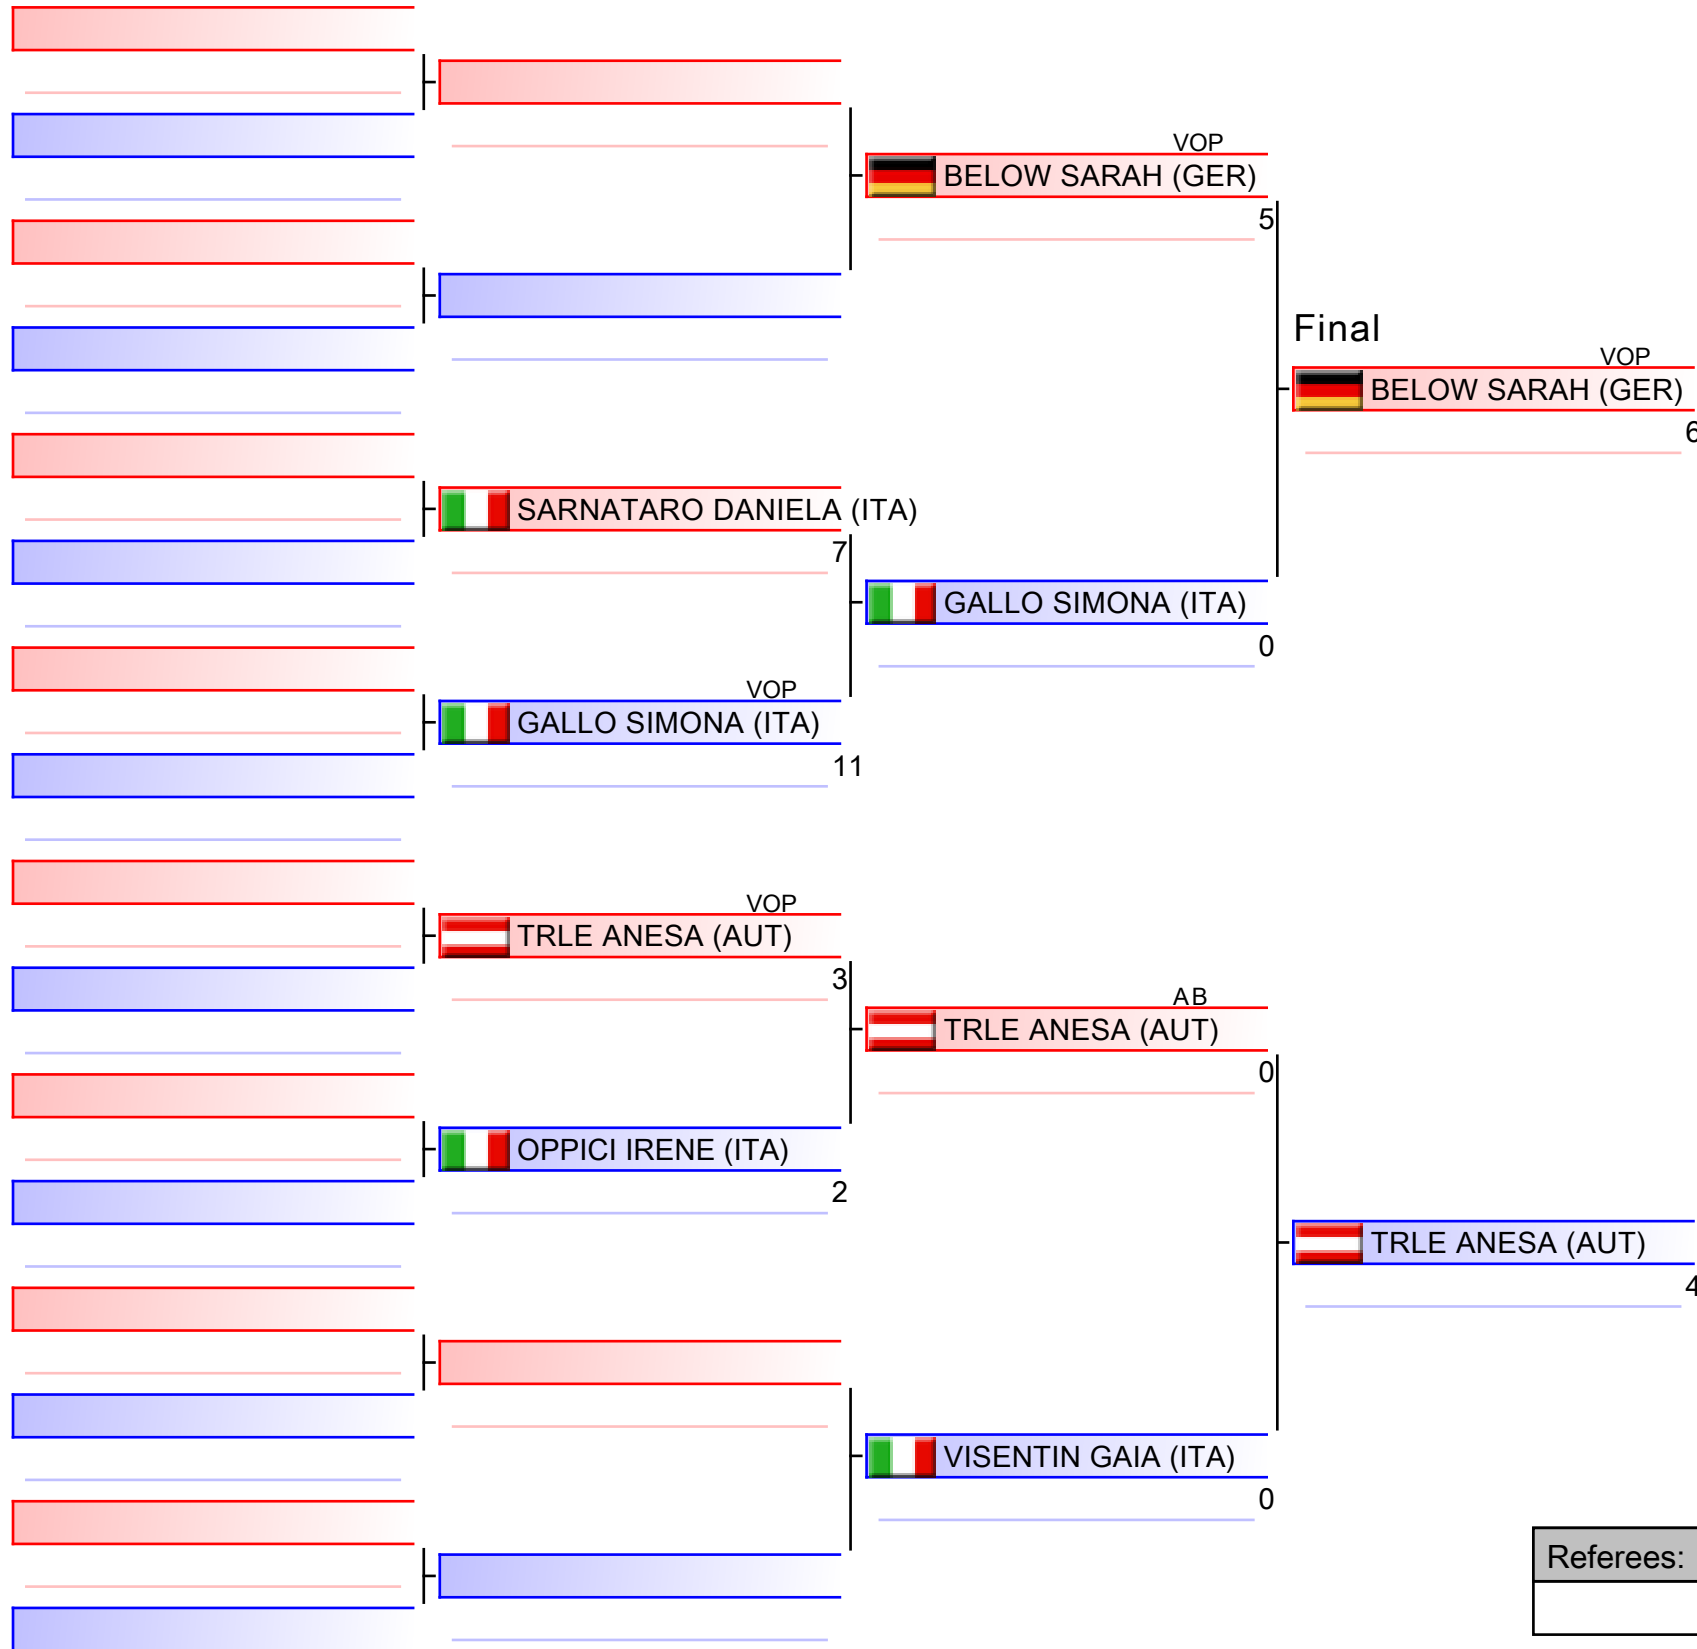 VOP
BELOW SARAH (GER)
5
Final
VOP
BELOW SARAH (GER)
6
SARNATARO DANIELA (ITA)
7
GALLO SIMONA (ITA)
0
VOP
GALLO SIMONA (ITA)
11
VOP
TRLE ANESA (AUT)
3
AB
TRLE ANESA (AUT)
0
OPPICI IRENE (ITA)
2
TRLE ANESA (AUT)
4
VISENTIN GAIA (ITA)
0
Referees: